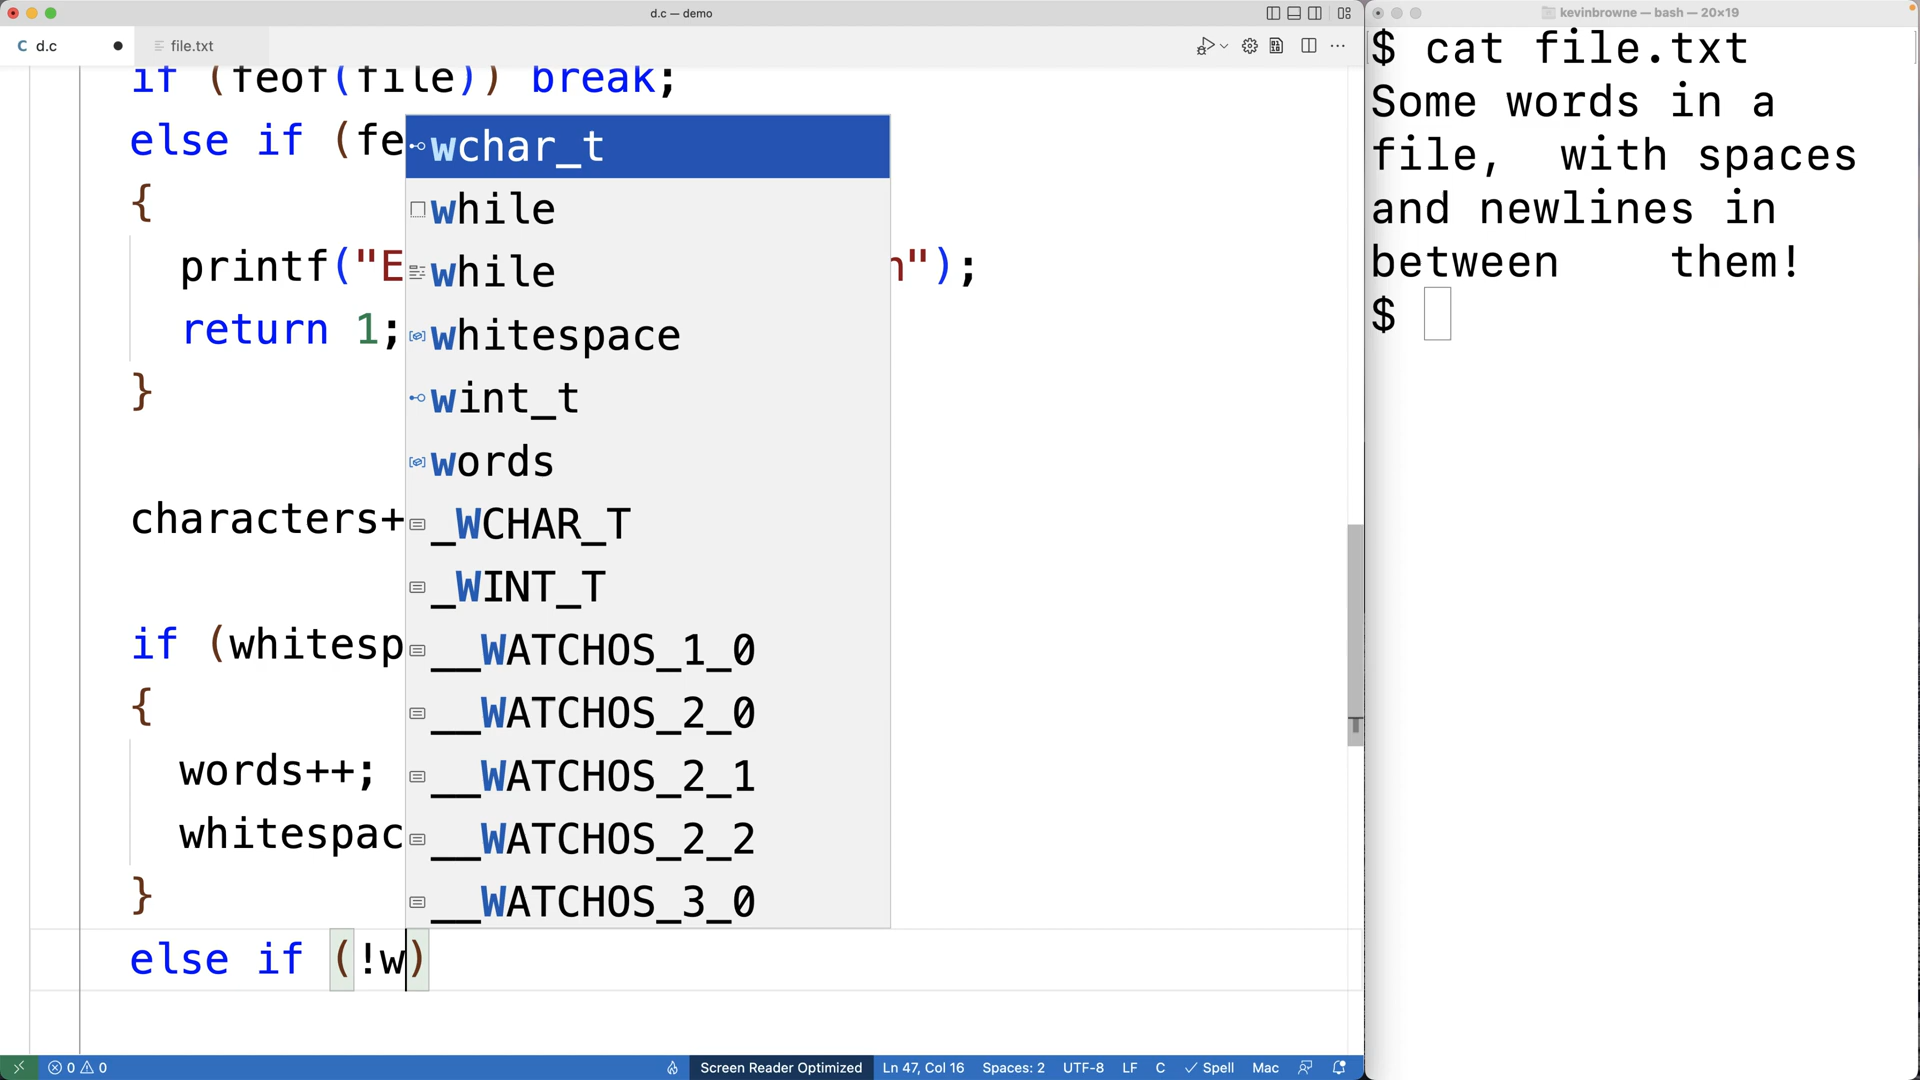 d.c — demo
kevinbrowne — bash — 20×19
C d.c
file.txt
if (feof(file)) break;
else if (fe
{
printf("E
n");
return 1;
}
characters+
if (whitesp
{
words++;
whitespac
}
else if (!w)
wchar_t
while
while
whitespace
wint_t
words
_WCHAR_T
_WINT_T
__WATCHOS_1_0
__WATCHOS_2_0
__WATCHOS_2_1
__WATCHOS_2_2
__WATCHOS_3_0
$ cat file.txt
Some words in a
file,  with spaces
and newlines in
between    them!
$
0 0 Screen Reader Optimized Ln 47, Col 16 Spaces: 2 UTF-8 LF C Spell Mac